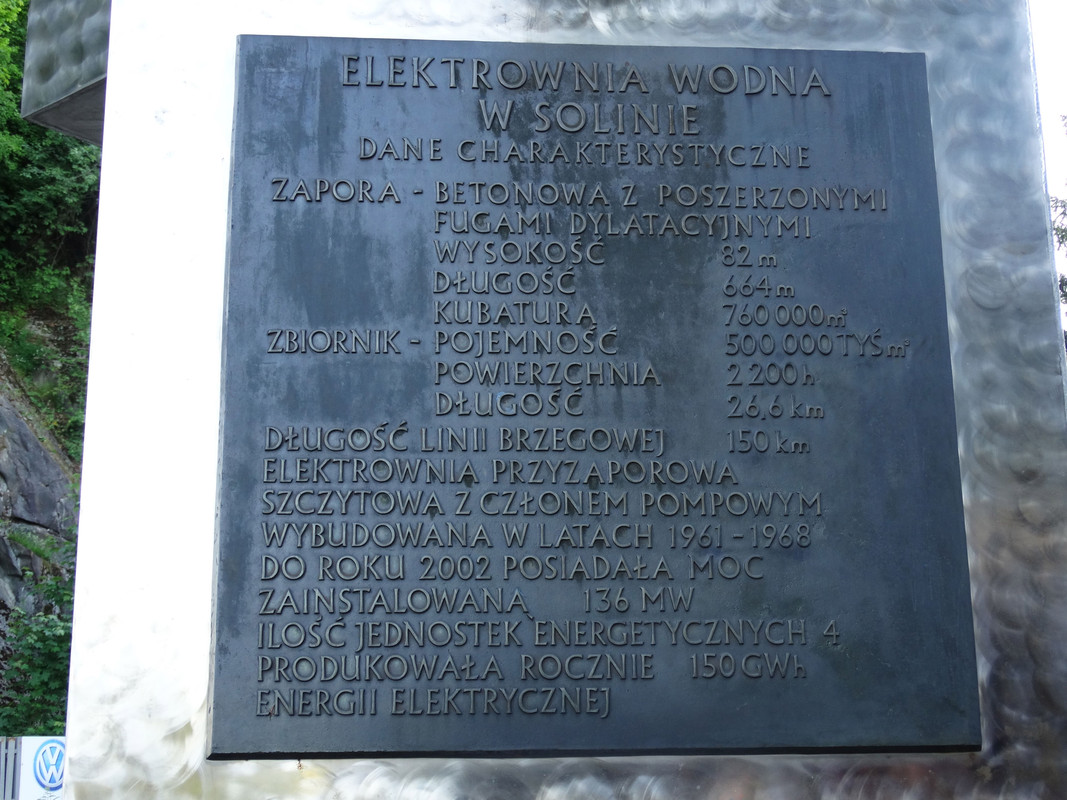 ELEKTROWNIA WODNA
W SOLINIE
DANE CHARAKTERYSTYCZNE
ZAPORA - BETONOWA Z POSZERZONYMI
FUGAMI DYLATACYJNYMI
WYSOKOŚĆ 82 m
DŁUGOŚĆ 664 m
KUBATURA 760 000 m³
ZBIORNIK - POJEMNOŚĆ 500 000 TYŚ m³
POWIERZCHNIA 2 200 h
DŁUGOŚĆ 26,6 km
DŁUGOŚĆ LINII BRZEGOWEJ 150 km
ELEKTROWNIA PRZYZAPOROWA
SZCZYTOWA Z CZŁONEM POMPOWYM
WYBUDOWANA W LATACH 1961 - 1968
DO ROKU 2002 POSIADAŁA MOC
ZAINSTALOWANĄ 136 MW
ILOŚĆ JEDNOSTEK ENERGETYCZNYCH 4
PRODUKOWAŁA ROCZNIE 150 GWh
ENERGII ELEKTRYCZNEJ
VW